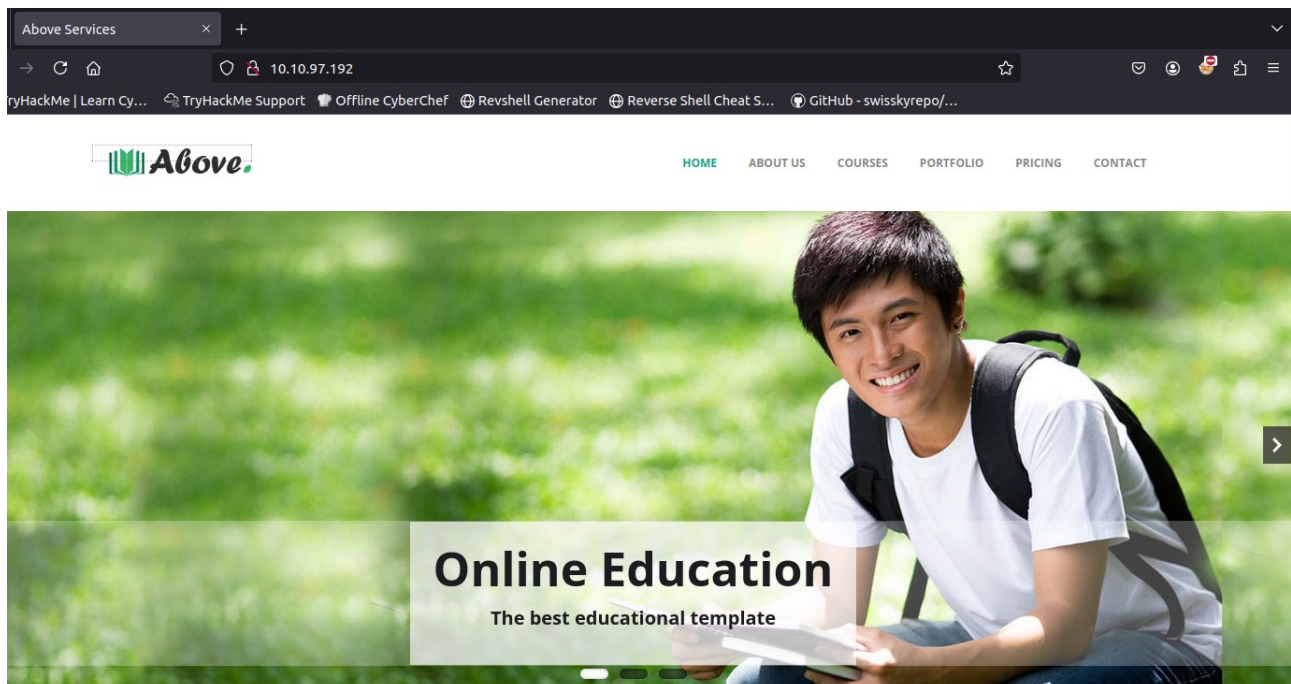 Above Services
10.10.97.192
ryHackMe | Learn Cy... TryHackMe Support Offline CyberChef Revshell Generator Reverse Shell Cheat S... GitHub - swisskyrepo/...
Above.
HOME ABOUT US COURSES PORTFOLIO PRICING CONTACT
Online Education
The best educational template